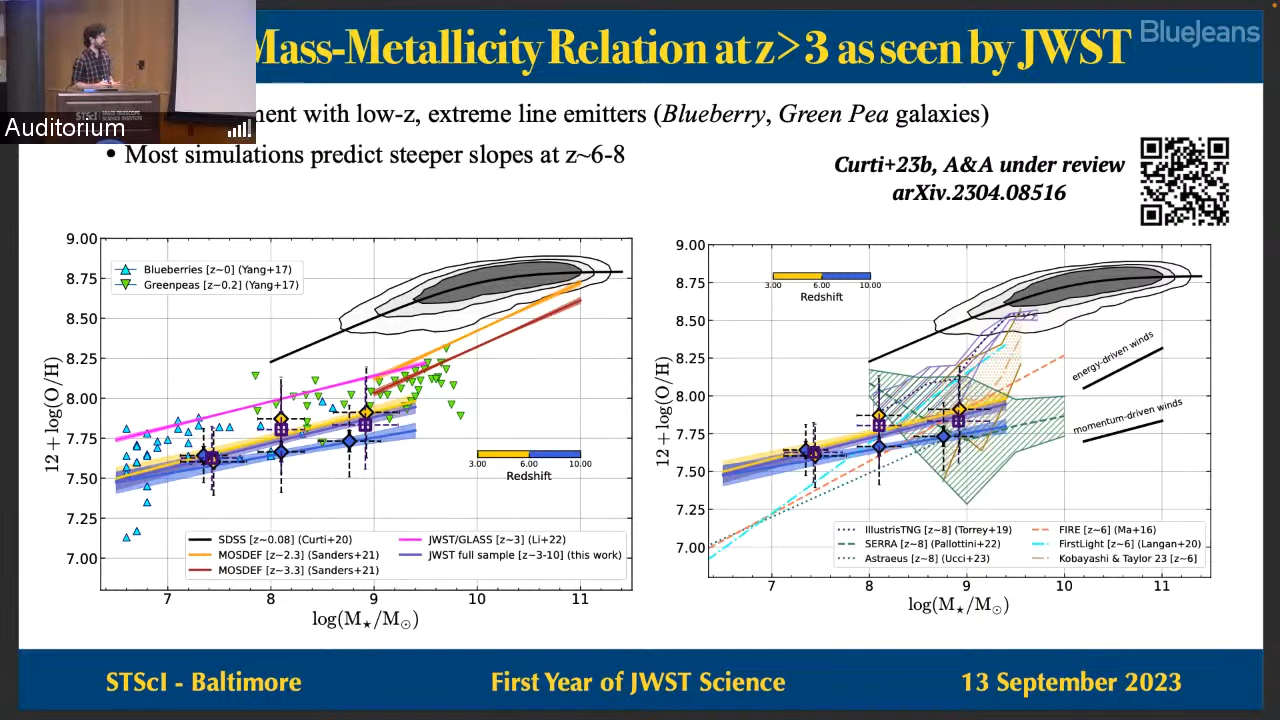 Mass-Metallicity Relation at z>3 as seen by JWST
BlueJeans
Auditorium
STScI SPACE TELESCOPE
SCIENCE INSTITUTE
with low-z, extreme line emitters (Blueberry, Green Pea galaxies)
• Most simulations predict steeper slopes at z~6-8
Curti+23b, A&A under review
arXiv.2304.08516
9.00
8.75
8.50
8.25
8.00
7.75
7.50
7.25
7.00
12 + log(O/H)
Blueberries [z~0] (Yang+17)
Greenpeas [z~0.2] (Yang+17)
3.00 6.00 10.00
Redshift
SDSS [z~0.08] (Curti+20)
MOSDEF [z~2.3] (Sanders+21)
MOSDEF [z~3.3] (Sanders+21)
JWST/GLASS [z~3] (Li+22)
JWST full sample [z~3-10] (this work)
7 8 9 10 11
log(M★/M⊙)
9.00
8.75
8.50
8.25
8.00
7.75
7.50
7.25
7.00
12 + log(O/H)
3.00 6.00 10.00
Redshift
energy-driven winds
momentum-driven winds
IllustrisTNG [z~8] (Torrey+19)
SERRA [z~8] (Pallottini+22)
Astraeus [z~8] (Ucci+23)
FIRE [z~6] (Ma+16)
FirstLight [z~6] (Langan+20)
Kobayashi & Taylor 23 [z~6]
7 8 9 10 11
log(M★/M⊙)
STScI - Baltimore
First Year of JWST Science
13 September 2023